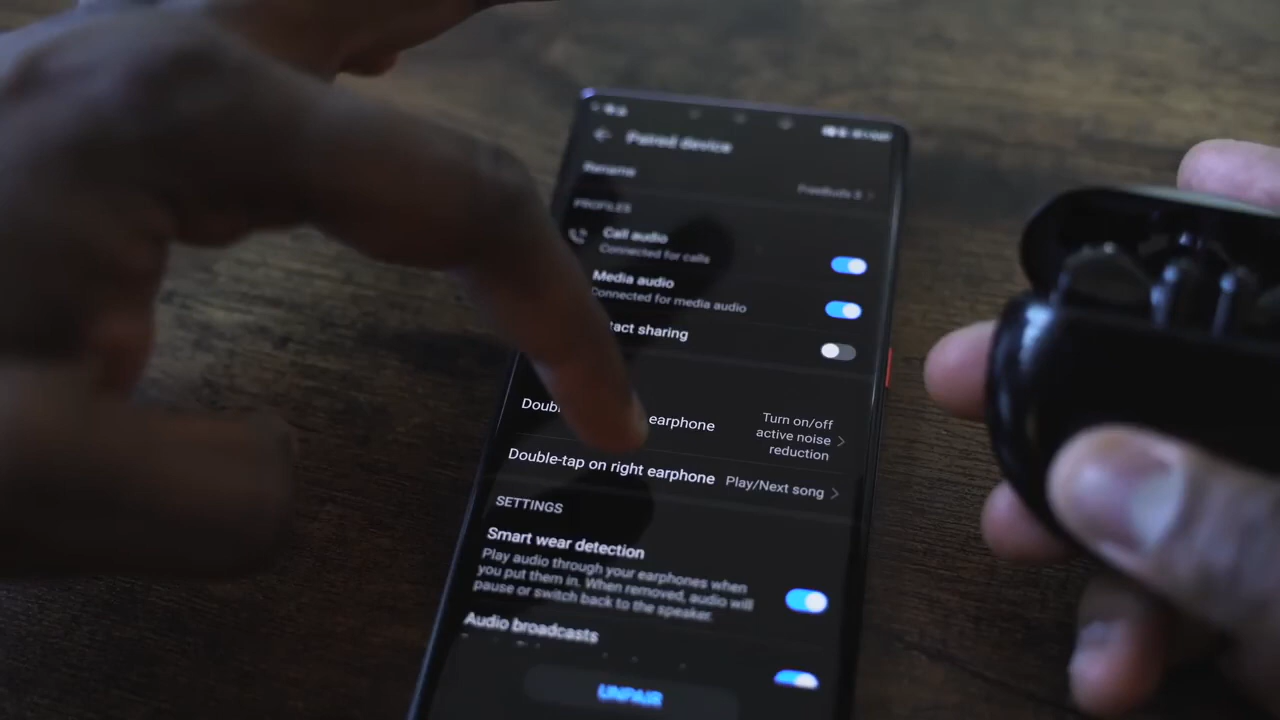 Paired device
Rename
FreeBuds 3
PROFILES
Call audio
Connected for calls
Media audio
Connected for media audio
tact sharing
Doub earphone
Turn on/off
active noise
reduction
Double-tap on right earphone Play/Next song
SETTINGS
Smart wear detection
Play audio through your earphones when
you put them in. When removed, audio will
pause or switch back to the speaker.
Audio broadcasts
UNPAIR